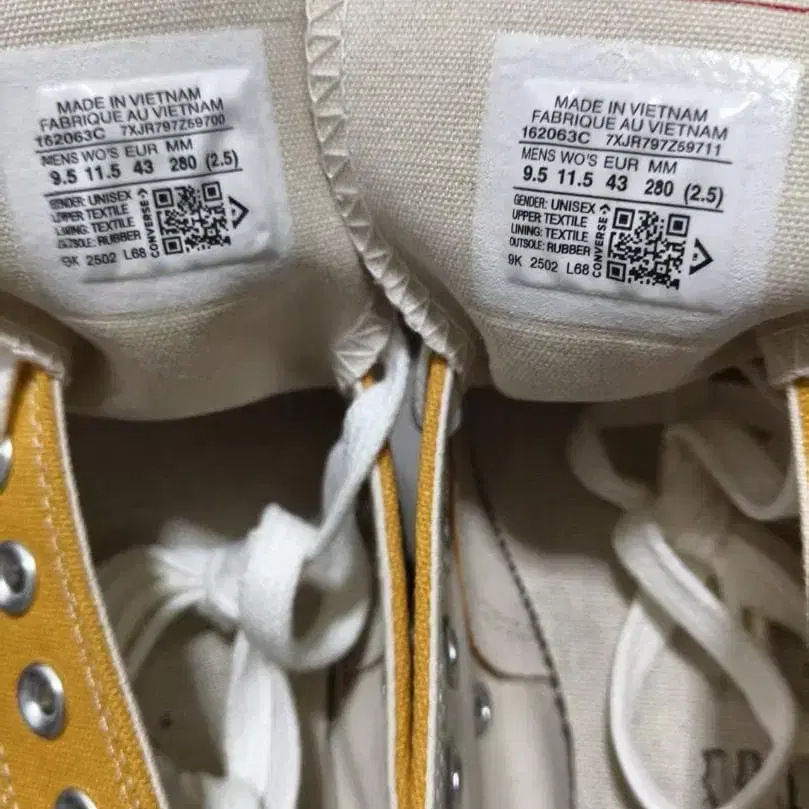 MADE IN VIETNAM
FABRIQUE AU VIETNAM
162063C 7XJR797Z59700
MENS WO'S EUR MM
9.5 11.5 43 280 (2.5)
GENDER: UNISEX
UPPER: TEXTILE
LINING: TEXTILE
OUTSOLE: RUBBER
9K 2502 L68
CONVERSE
MADE IN VIETNAM
FABRIQUE AU VIETNAM
162063C 7XJR797Z59711
MENS WO'S EUR MM
9.5 11.5 43 280 (2.5)
GENDER: UNISEX
UPPER: TEXTILE
LINING: TEXTILE
OUTSOLE: RUBBER
9K 2502 L68
CONVERSE